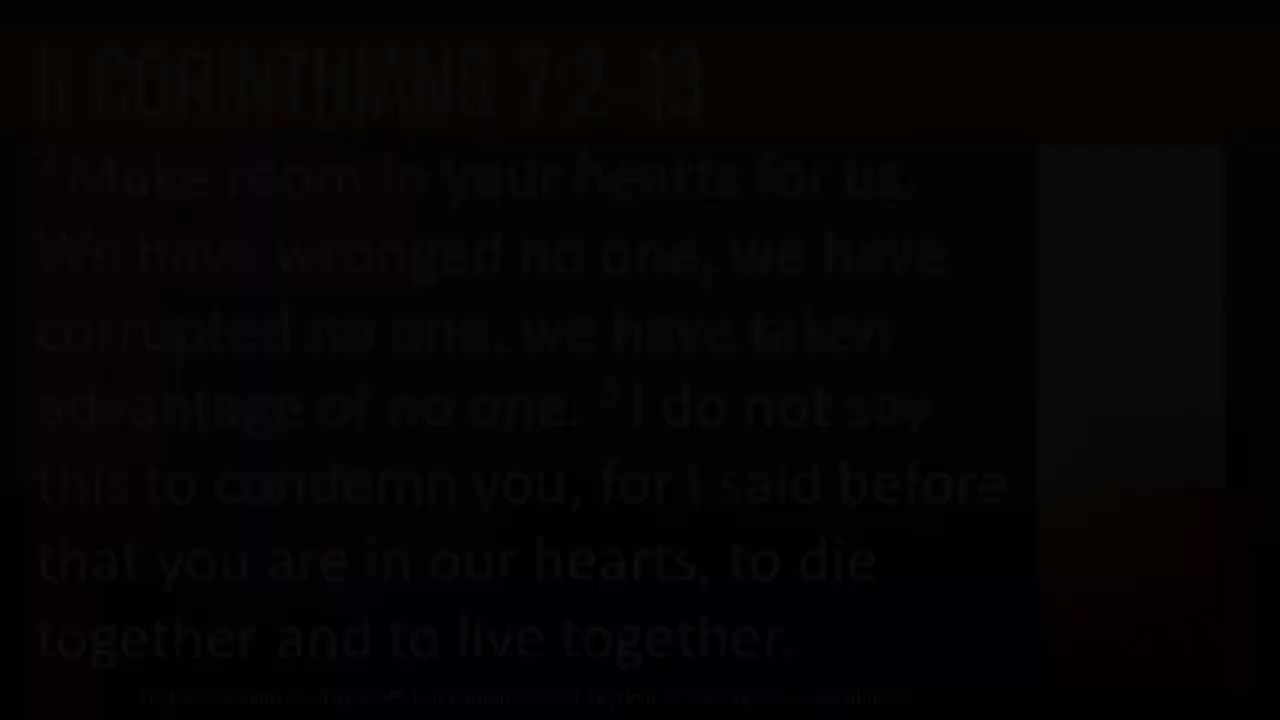 II CORINTHIANS 7:2-13
2 Make room in your hearts for us.
We have wronged no one, we have
corrupted no one, we have taken
advantage of no one. 3 I do not say
this to condemn you, for I said before
that you are in our hearts, to die
together and to live together.